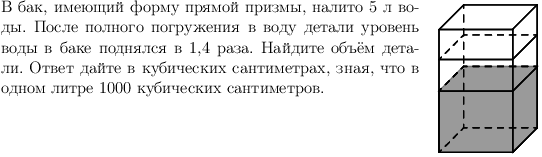 В бак, имеющий форму прямой призмы, налито 5 л во-
ды. После полного погружения в воду детали уровень
воды в баке поднялся в 1,4 раза. Найдите объём дета-
ли. Ответ дайте в кубических сантиметрах, зная, что в
одном литре 1000 кубических сантиметров.